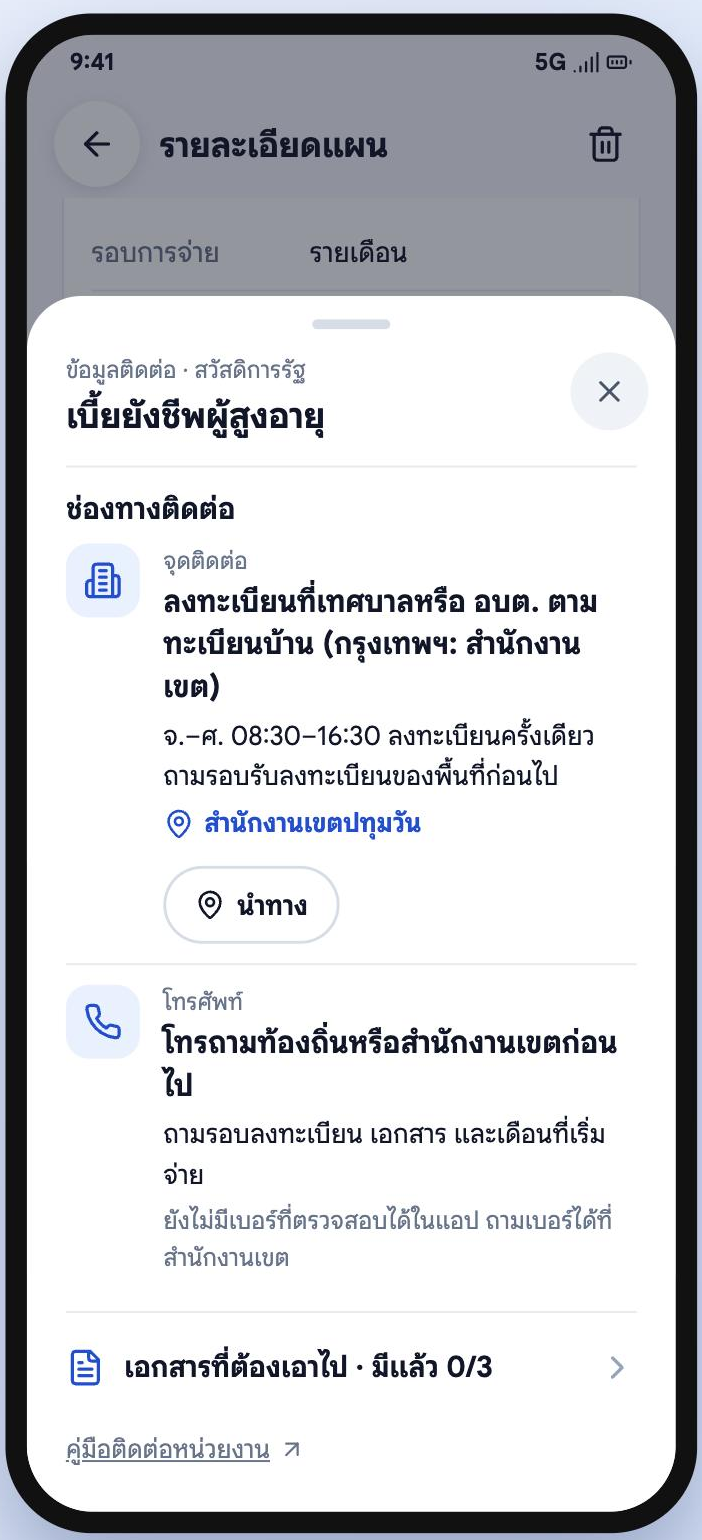 9:41
5G
รายละเอียดแผน
รอบการจ่าย รายเดือน
ข้อมูลติดต่อ · สวัสดิการรัฐ
เบี้ยยังชีพผู้สูงอายุ
ช่องทางติดต่อ
จุดติดต่อ
ลงทะเบียนที่เทศบาลหรือ อบต. ตาม
ทะเบียนบ้าน (กรุงเทพฯ: สำนักงาน
เขต)
จ.–ศ. 08:30–16:30 ลงทะเบียนครั้งเดียว
ถามรอบรับลงทะเบียนของพื้นที่ก่อนไป
สำนักงานเขตปทุมวัน
นำทาง
โทรศัพท์
โทรถามท้องถิ่นหรือสำนักงานเขตก่อน
ไป
ถามรอบลงทะเบียน เอกสาร และเดือนที่เริ่ม
จ่าย
ยังไม่มีเบอร์ที่ตรวจสอบได้ในแอป ถามเบอร์ได้ที่
สำนักงานเขต
เอกสารที่ต้องเอาไป · มีแล้ว 0/3
คู่มือติดต่อหน่วยงาน